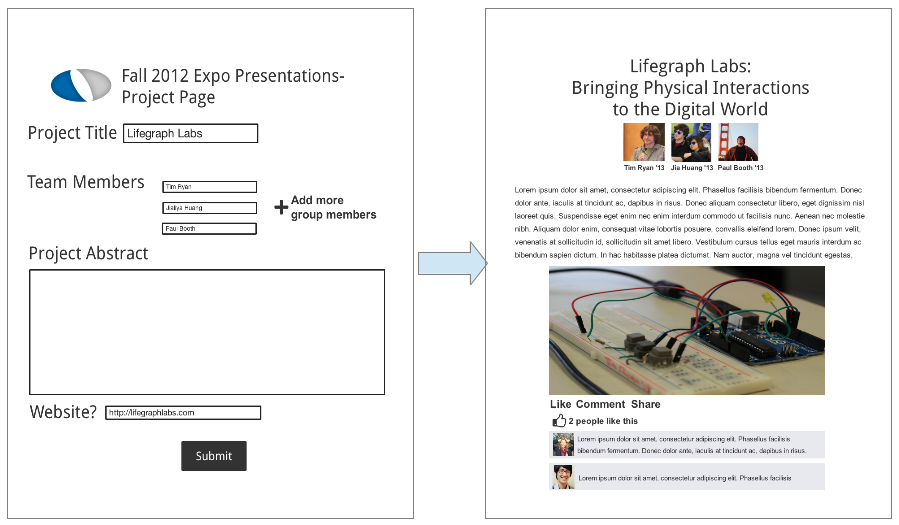 Fall 2012 Expo Presentations-
Project Page
Project Title
Lifegraph Labs
Team Members
Tim Ryan
Jialiya Huang
Paul Booth
Add more
group members
Project Abstract
Website?
http://lifegraphlabs.com
Submit
Lifegraph Labs:
Bringing Physical Interactions
to the Digital World
Tim Ryan '13 Jia Huang '13 Paul Booth '13
Lorem ipsum dolor sit amet, consectetur adipiscing elit. Phasellus facilisis bibendum fermentum. Donec
dolor ante, iaculis at tincidunt ac, dapibus in risus. Donec aliquam consectetur libero, eget dignissim nisl
laoreet quis. Suspendisse eget enim nec enim interdum commodo ut facilisis nunc. Aenean nec molestie
nibh. Aliquam dolor enim, consequat vitae lobortis posuere, convallis eleifend lorem. Donec ipsum velit,
venenatis at sollicitudin id, sollicitudin sit amet libero. Vestibulum cursus tellus eget mauris interdum ac
bibendum sapien dictum. In hac habitasse platea dictumst. Nam auctor, magna vel tincidunt egestas,
Like Comment Share
2 people like this
Lorem ipsum dolor sit amet, consectetur adipiscing elit. Phasellus facilisis
bibendum fermentum. Donec dolor ante, iaculis at tincidunt ac, dapibus in risus.
Lorem ipsum dolor sit amet, consectetur adipiscing elit. Phasellus facilisis